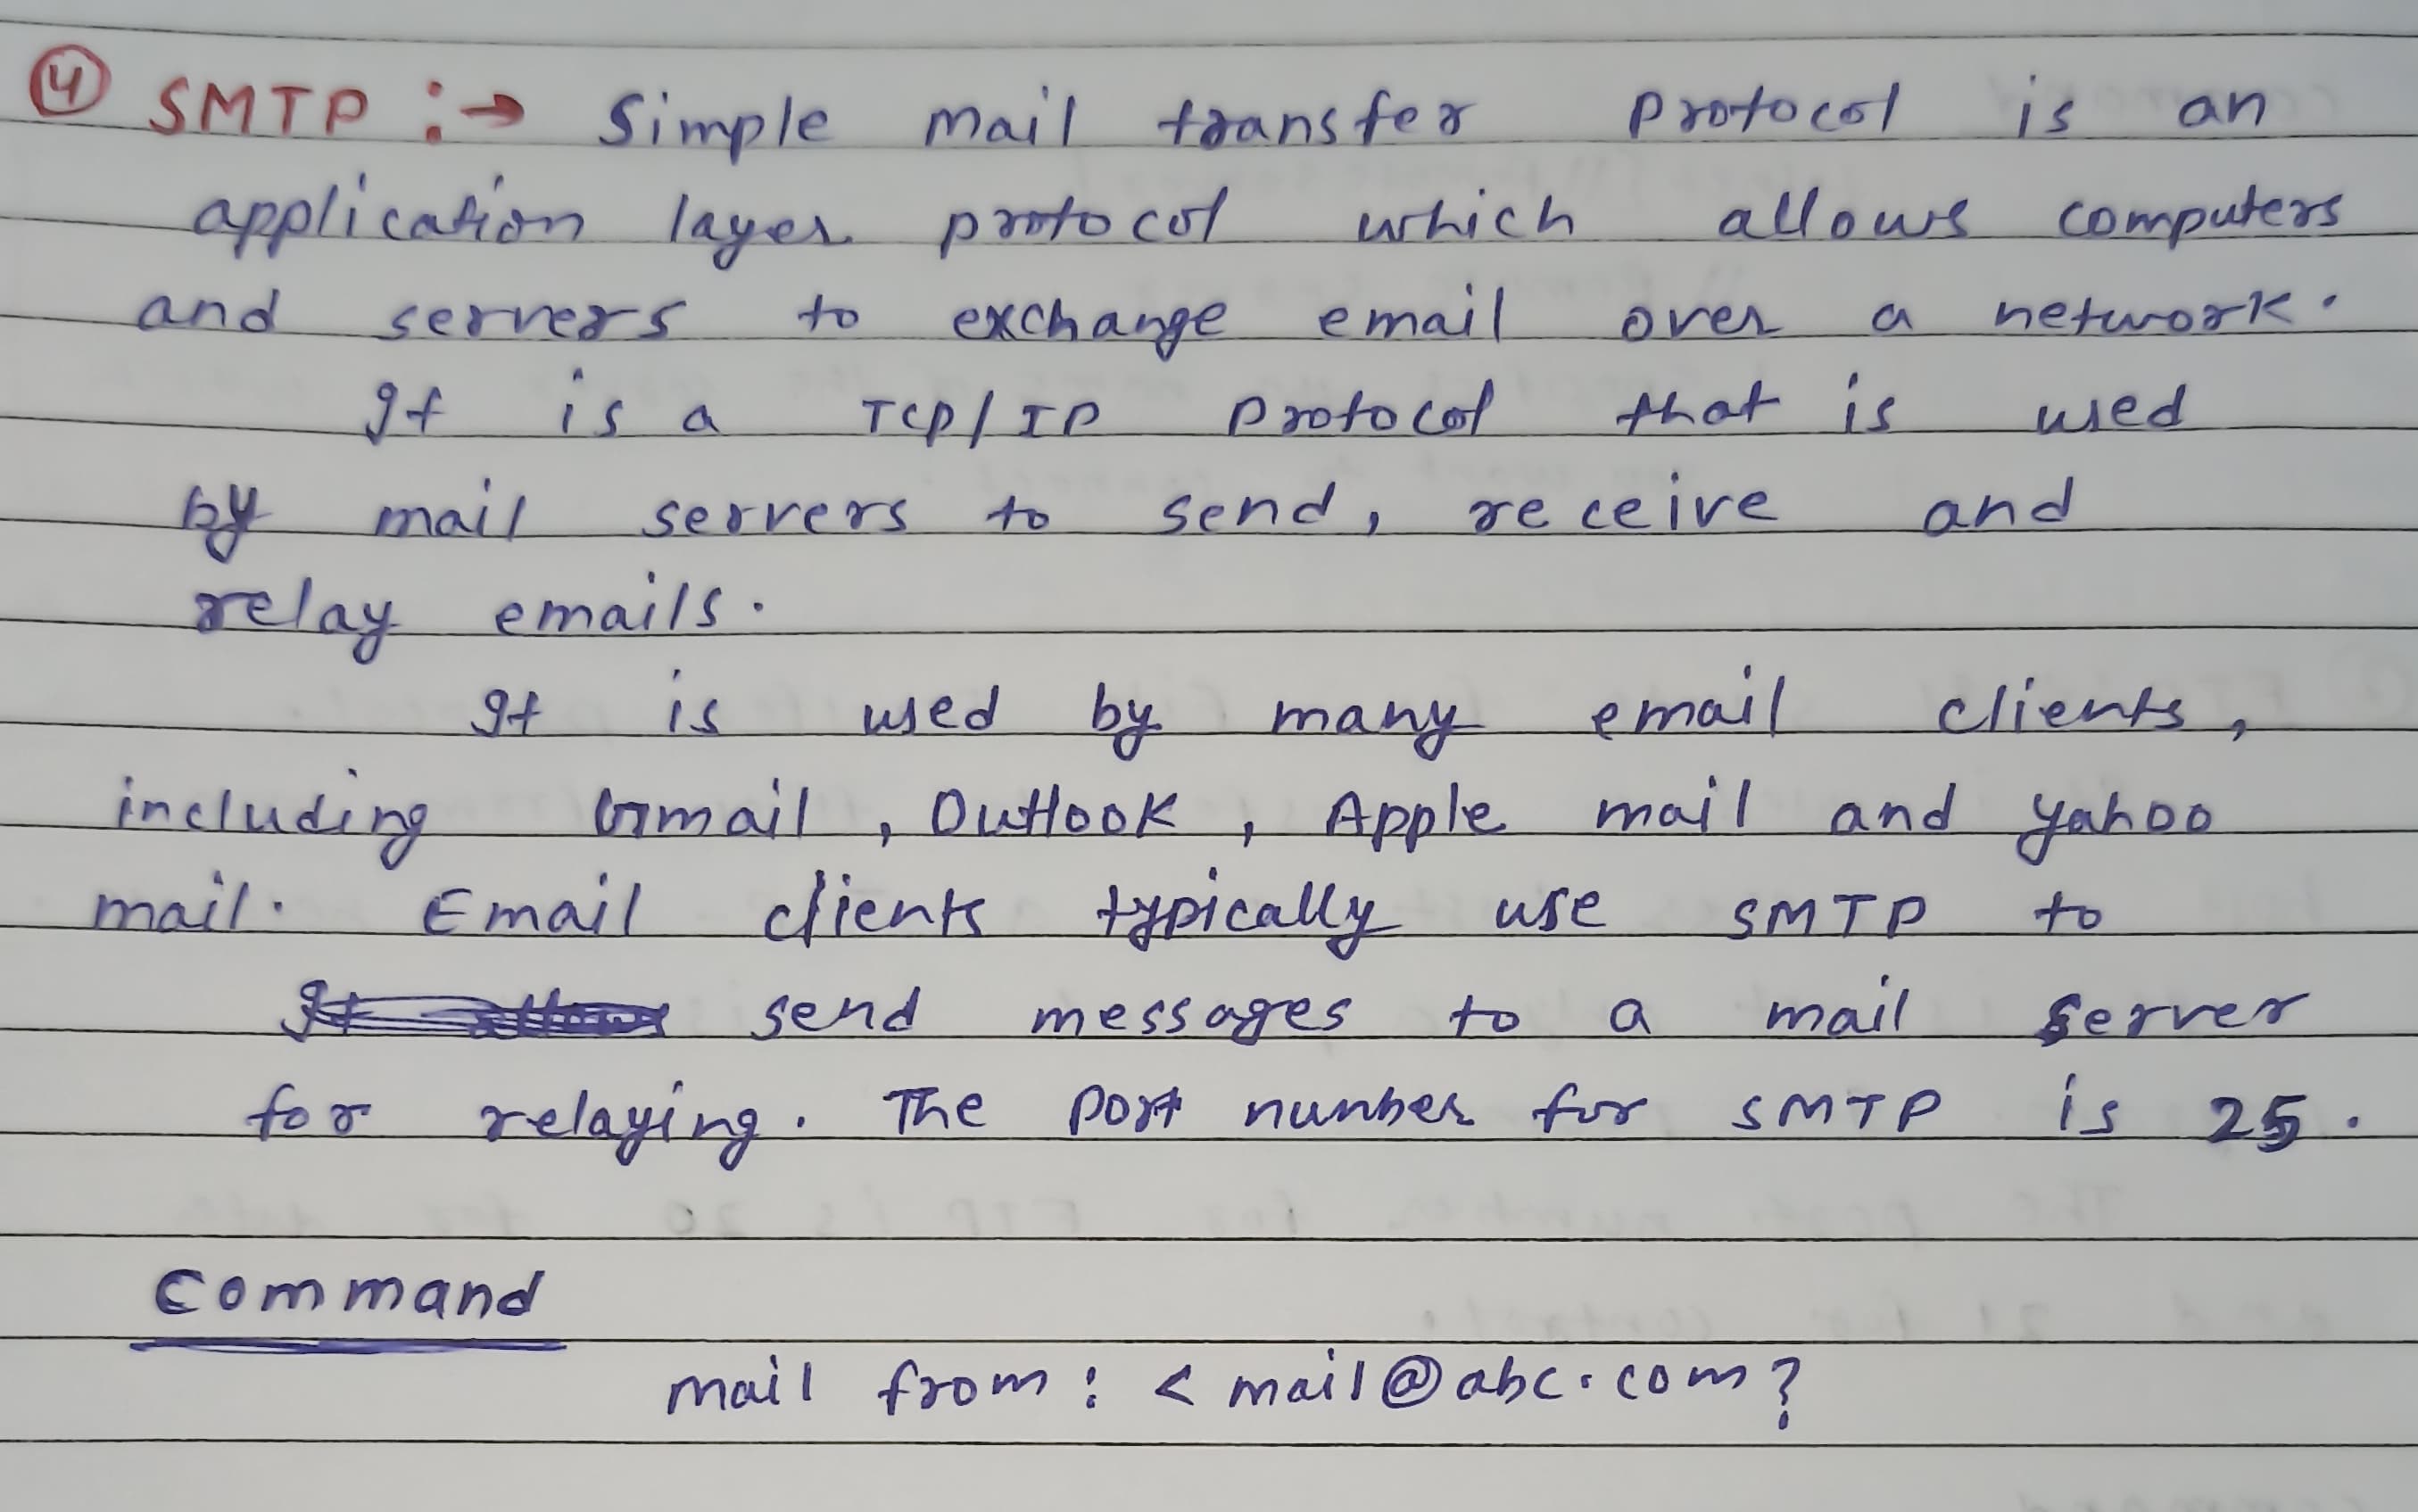 ④ SMTP :→ Simple mail transfer protocol is an
application layer protocol which allows computers
and servers to exchange email over a network.
It is a TCP/IP protocol that is used
by mail servers to send, receive and
relay emails.
It is used by many email clients,
including Gmail, Outlook, Apple mail and yahoo
mail. Email clients typically use SMTP to
send messages to a mail server
for relaying. The port number for SMTP is 25.
Command
mail from: < mail@abc.com?